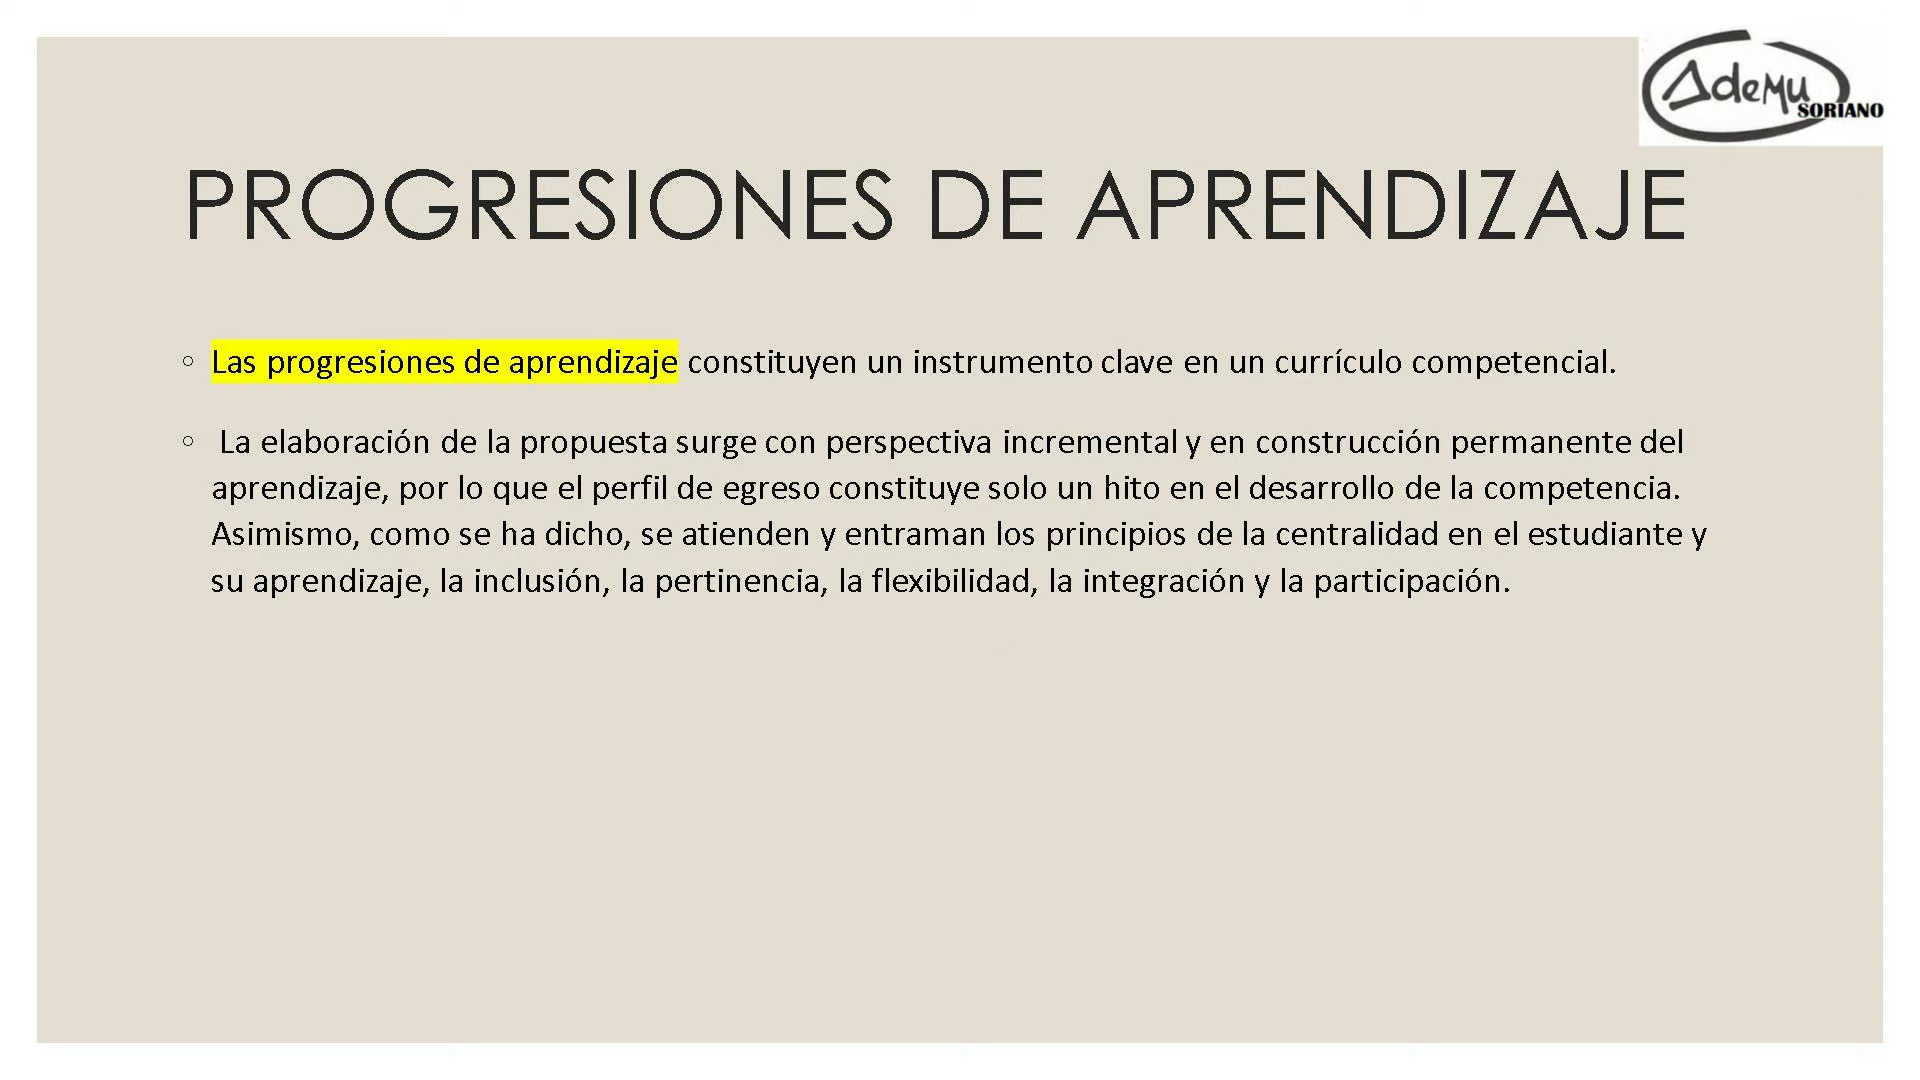 AdeMu
SORIANO
PROGRESIONES DE APRENDIZAJE
◦ Las progresiones de aprendizaje constituyen un instrumento clave en un currículo competencial.
◦ La elaboración de la propuesta surge con perspectiva incremental y en construcción permanente del
aprendizaje, por lo que el perfil de egreso constituye solo un hito en el desarrollo de la competencia.
Asimismo, como se ha dicho, se atienden y entraman los principios de la centralidad en el estudiante y
su aprendizaje, la inclusión, la pertinencia, la flexibilidad, la integración y la participación.